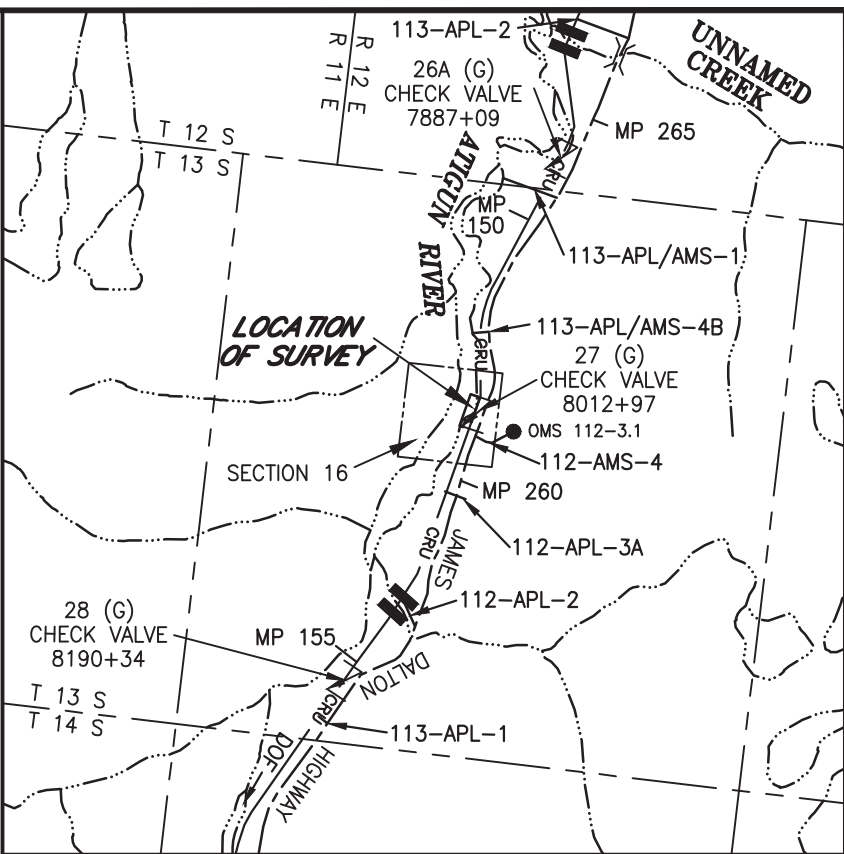 113-APL-2
UNNAMED
CREEK
R 12 E
R 11 E
26A (G)
CHECK VALVE
7887+09
MP 265
T 12 S
T 13 S
ATIGUN
RIVER
CRU
MP
150
113-APL/AMS-1
LOCATION
OF SURVEY
113-APL/AMS-4B
CRU
27 (G)
CHECK VALVE
8012+97
OMS 112-3.1
SECTION 16
112-AMS-4
MP 260
CRU
JAMES
112-APL-3A
28 (G)
CHECK VALVE
8190+34
112-APL-2
MP 155
DALTON
T 13 S
T 14 S
CRU
113-APL-1
DOF
HIGHWAY